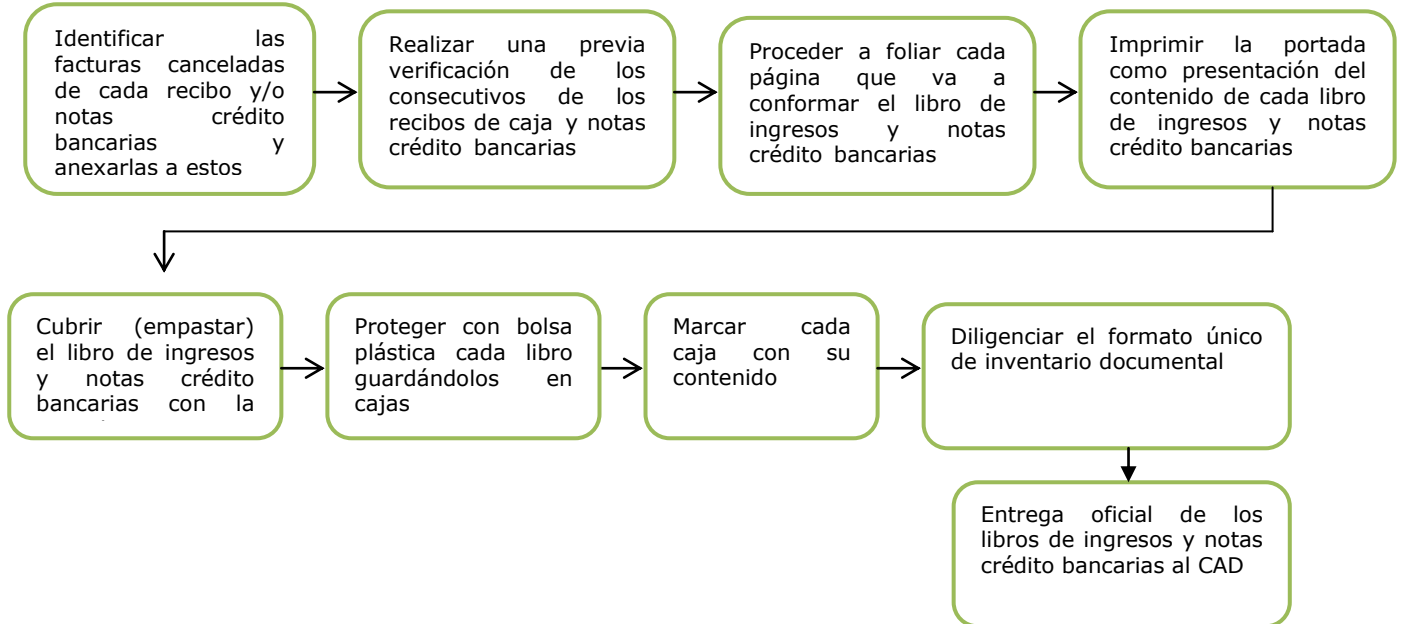 Identificar las
facturas canceladas
de cada recibo y/o
notas crédito
bancarias y
anexarlas a estos
Realizar una previa
verificación de los
consecutivos de los
recibos de caja y notas
crédito bancarias
Proceder a foliar cada
página que va a
conformar el libro de
ingresos y notas
crédito bancarias
Imprimir la portada
como presentación del
contenido de cada libro
de ingresos y notas
crédito bancarias
Cubrir (empastar)
el libro de ingresos
y notas crédito
bancarias con la
Proteger con bolsa
plástica cada libro
guardándolos en
cajas
Marcar cada
caja con su
contenido
Diligenciar el formato único
de inventario documental
Entrega oficial de los
libros de ingresos y notas
crédito bancarias al CAD